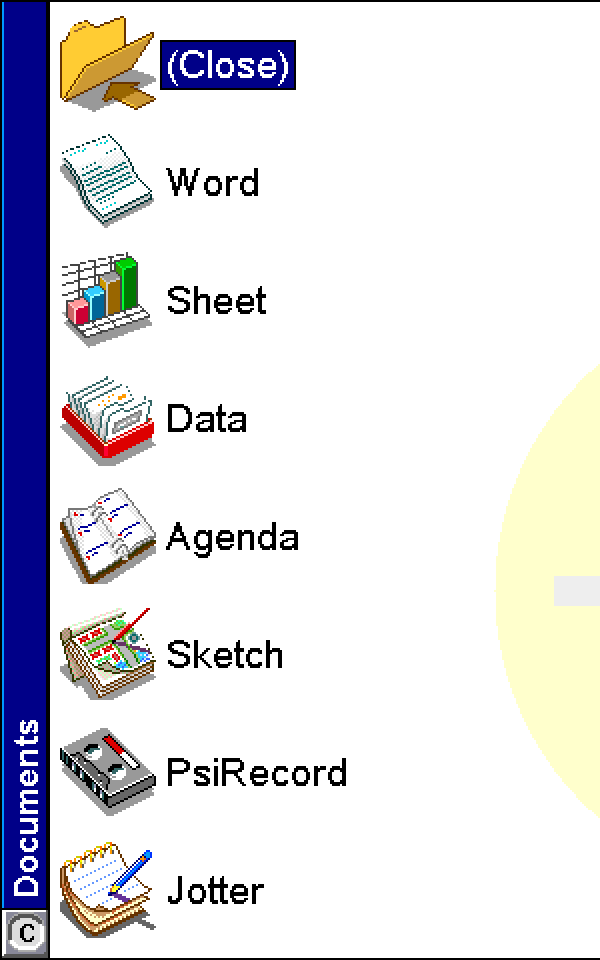 (Close)
Word
Sheet
Data
Agenda
Sketch
PsiRecord
Jotter
Documents
C